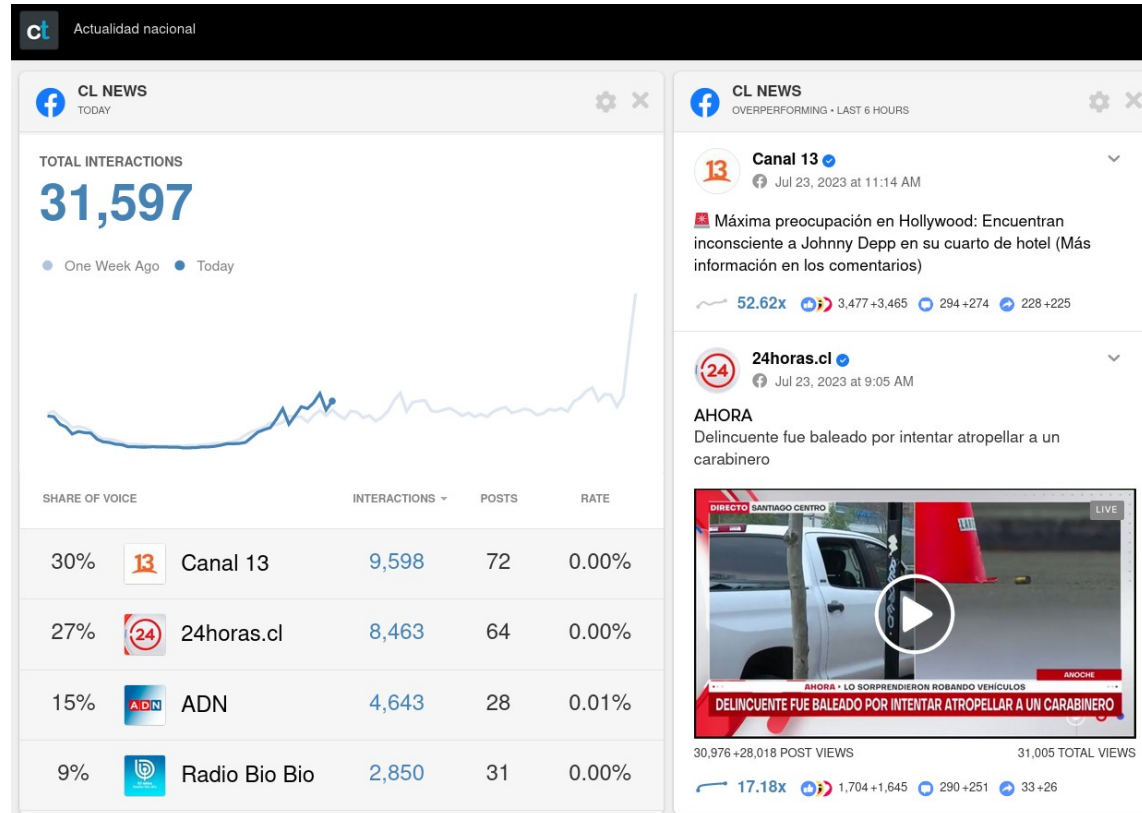 ct Actualidad nacional
CL NEWS
TODAY
TOTAL INTERACTIONS
31,597
One Week Ago Today
SHARE OF VOICE INTERACTIONS POSTS RATE
30% 13 Canal 13 9,598 72 0.00%
27% 24 24horas.cl 8,463 64 0.00%
15% ADN ADN 4,643 28 0.01%
9% Radio Bio Bio 2,850 31 0.00%
CL NEWS
OVERPERFORMING • LAST 6 HOURS
13 Canal 13
Jul 23, 2023 at 11:14 AM
🚨 Máxima preocupación en Hollywood: Encuentran
inconsciente a Johnny Depp en su cuarto de hotel (Más
información en los comentarios)
52.62x 3,477 +3,465 294 +274 228 +225
24 24horas.cl
Jul 23, 2023 at 9:05 AM
AHORA
Delincuente fue baleado por intentar atropellar a un
carabinero
DIRECTO SANTIAGO CENTRO
LIVE
ANOCHE
AHORA • LO SORPRENDIERON ROBANDO VEHÍCULOS
DELINCUENTE FUE BALEADO POR INTENTAR ATROPELLAR A UN CARABINERO
30,976 +28,018 POST VIEWS 31,005 TOTAL VIEWS
17.18x 1,704 +1,645 290 +251 33 +26